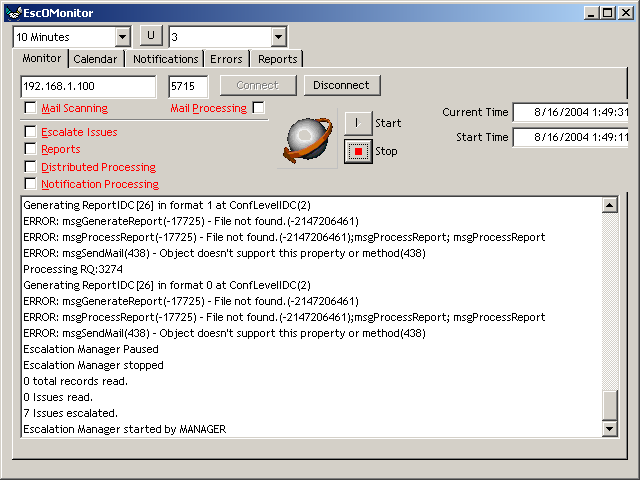 EscOMonitor
10 Minutes U 3
Monitor Calendar Notifications Errors Reports
192.168.1.100 5715 Connect Disconnect
Mail Scanning Mail Processing
Current Time 8/16/2004 1:49:31
Start
Escalate Issues
Start Time 8/16/2004 1:49:11
Reports
Stop
Distributed Processing
Notification Processing
Generating ReportIDC[26] in format 1 at ConfLevelIDC(2)
ERROR: msgGenerateReport(-17725) - File not found.(-2147206461)
ERROR: msgProcessReport(-17725) - File not found.(-2147206461);msgProcessReport; msgProcessReport
ERROR: msgSendMail(438) - Object doesn't support this property or method(438)
Processing RQ:3274
Generating ReportIDC[26] in format 0 at ConfLevelIDC(2)
ERROR: msgGenerateReport(-17725) - File not found.(-2147206461)
ERROR: msgProcessReport(-17725) - File not found.(-2147206461);msgProcessReport; msgProcessReport
ERROR: msgSendMail(438) - Object doesn't support this property or method(438)
Escalation Manager Paused
Escalation Manager stopped
0 total records read.
0 Issues read.
7 Issues escalated.
Escalation Manager started by MANAGER